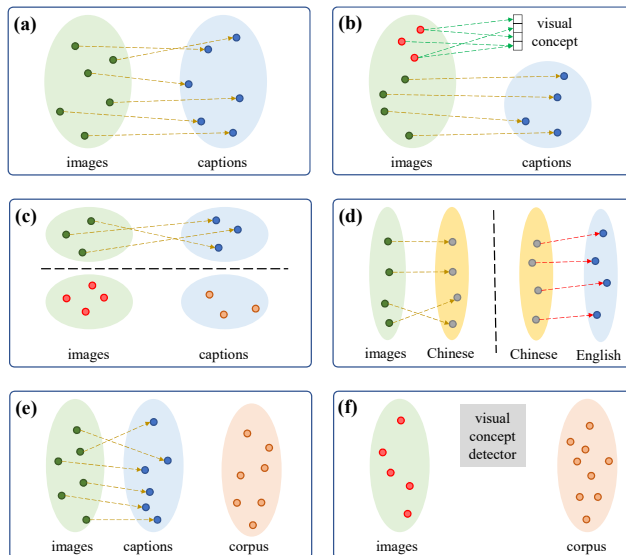 (a)
images captions
(b)
visual
concept
images captions
(c)
images captions
(d)
images Chinese Chinese English
(e)
images captions corpus
(f)
visual
concept
detector
images corpus